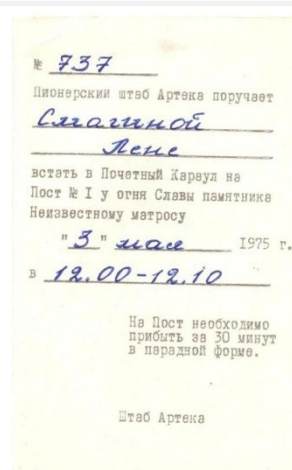 № 737
Пионерский штаб Артека поручает
Смагиной
Лене
встать в Почетный Караул на
Пост № I у огня Славы памятника
Неизвестному матросу
"3" мая 1975 г.
в 12.00-12.10
На Пост необходимо
прибыть за 30 минут
в парадной форме.
Штаб Артека